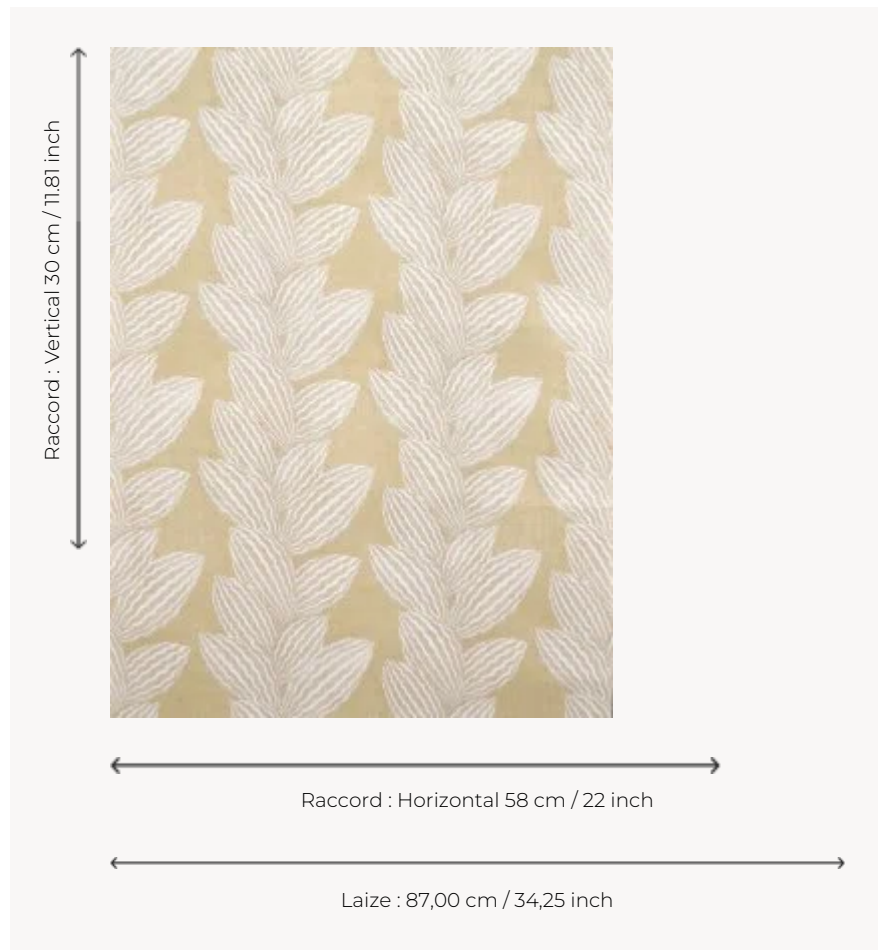 Raccord : Vertical 30 cm / 11.81 inch
Raccord : Horizontal 58 cm / 22 inch
Laize : 87,00 cm / 34,25 inch